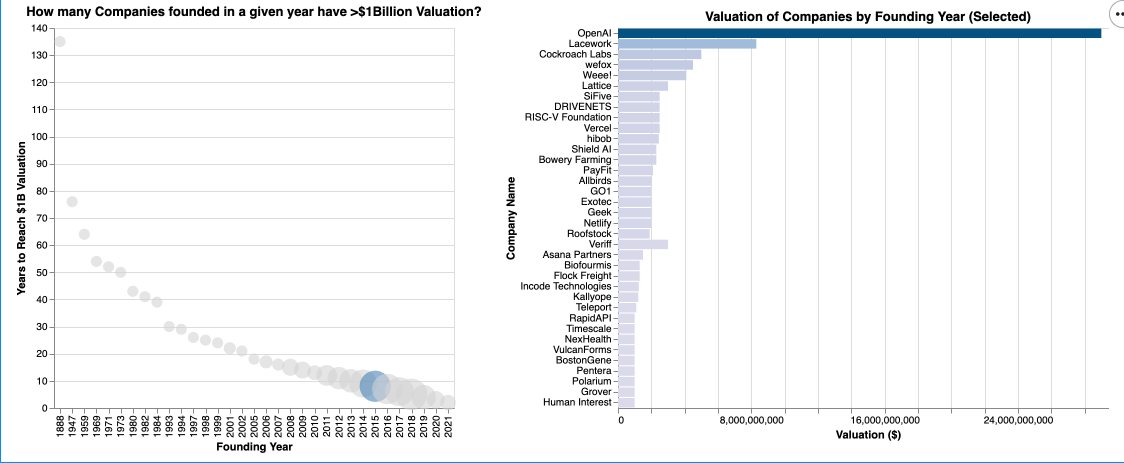 How many Companies founded in a given year have >$1Billion Valuation?
140
130
120
110
100
90
80
70
60
50
40
30
20
10
0
Years to Reach $1B Valuation
1888
1947
1959
1969
1971
1973
1980
1982
1984
1993
1994
1997
1998
1999
2001
2002
2005
2006
2007
2008
2009
2010
2011
2012
2013
2014
2015
2016
2017
2018
2019
2020
2021
Founding Year
Valuation of Companies by Founding Year (Selected)
Company Name
OpenAI
Lacework
Cockroach Labs
wefox
Weee!
Lattice
SiFive
DRIVENETS
RISC-V Foundation
Vercel
hibob
Shield AI
Bowery Farming
PayFit
Allbirds
GO1
Exotec
Geek
Netlify
Roofstock
Veriff
Asana Partners
Biofourmis
Flock Freight
Incode Technologies
Kallyope
Teleport
RapidAPI
Timescale
NexHealth
VulcanForms
BostonGene
Pentera
Polarium
Grover
Human Interest
0 8,000,000,000 16,000,000,000 24,000,000,000
Valuation ($)